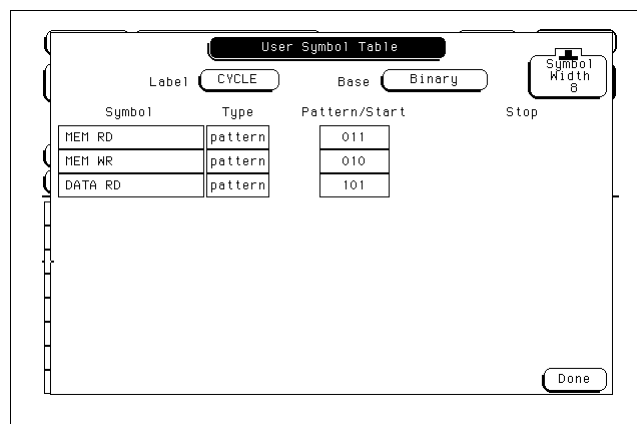 User Symbol Table
Label CYCLE Base Binary
Symbol Width 8
Symbol Type Pattern/Start Stop
MEM RD pattern 011
MEM WR pattern 010
DATA RD pattern 101
Done